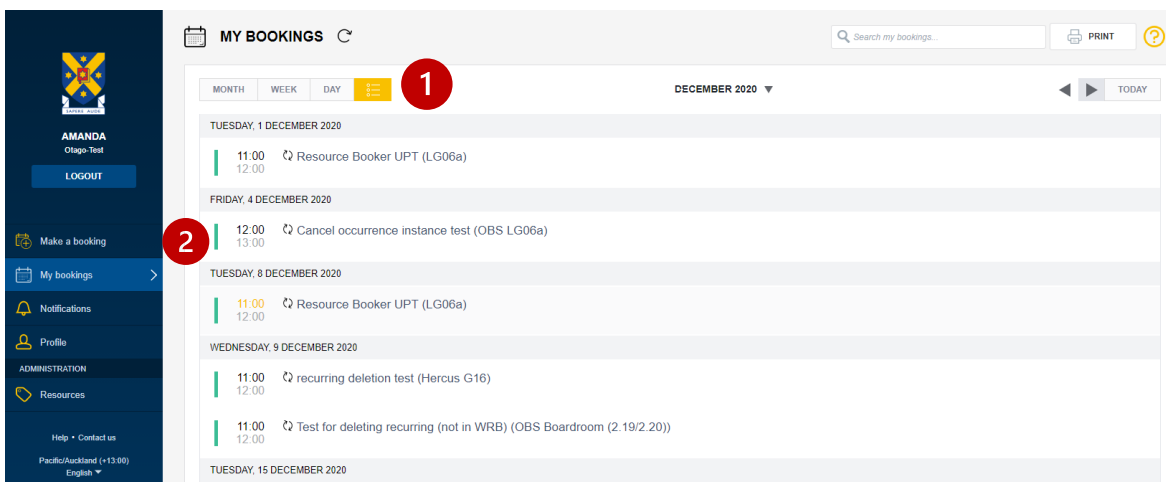 SAPERE AUDE
AMANDA
Otago-Test
LOGOUT
Make a booking
My bookings
Notifications
Profile
ADMINISTRATION
Resources
Help • Contact us
Pacific/Auckland (+13:00)
English
MY BOOKINGS
Search my bookings...
PRINT
?
MONTH WEEK DAY
1
DECEMBER 2020
TODAY
TUESDAY, 1 DECEMBER 2020
11:00 Resource Booker UPT (LG06a)
12:00
FRIDAY, 4 DECEMBER 2020
2
12:00 Cancel occurrence instance test (OBS LG06a)
13:00
TUESDAY, 8 DECEMBER 2020
11:00 Resource Booker UPT (LG06a)
12:00
WEDNESDAY, 9 DECEMBER 2020
11:00 recurring deletion test (Hercus G16)
12:00
11:00 Test for deleting recurring (not in WRB) (OBS Boardroom (2.19/2.20))
12:00
TUESDAY, 15 DECEMBER 2020